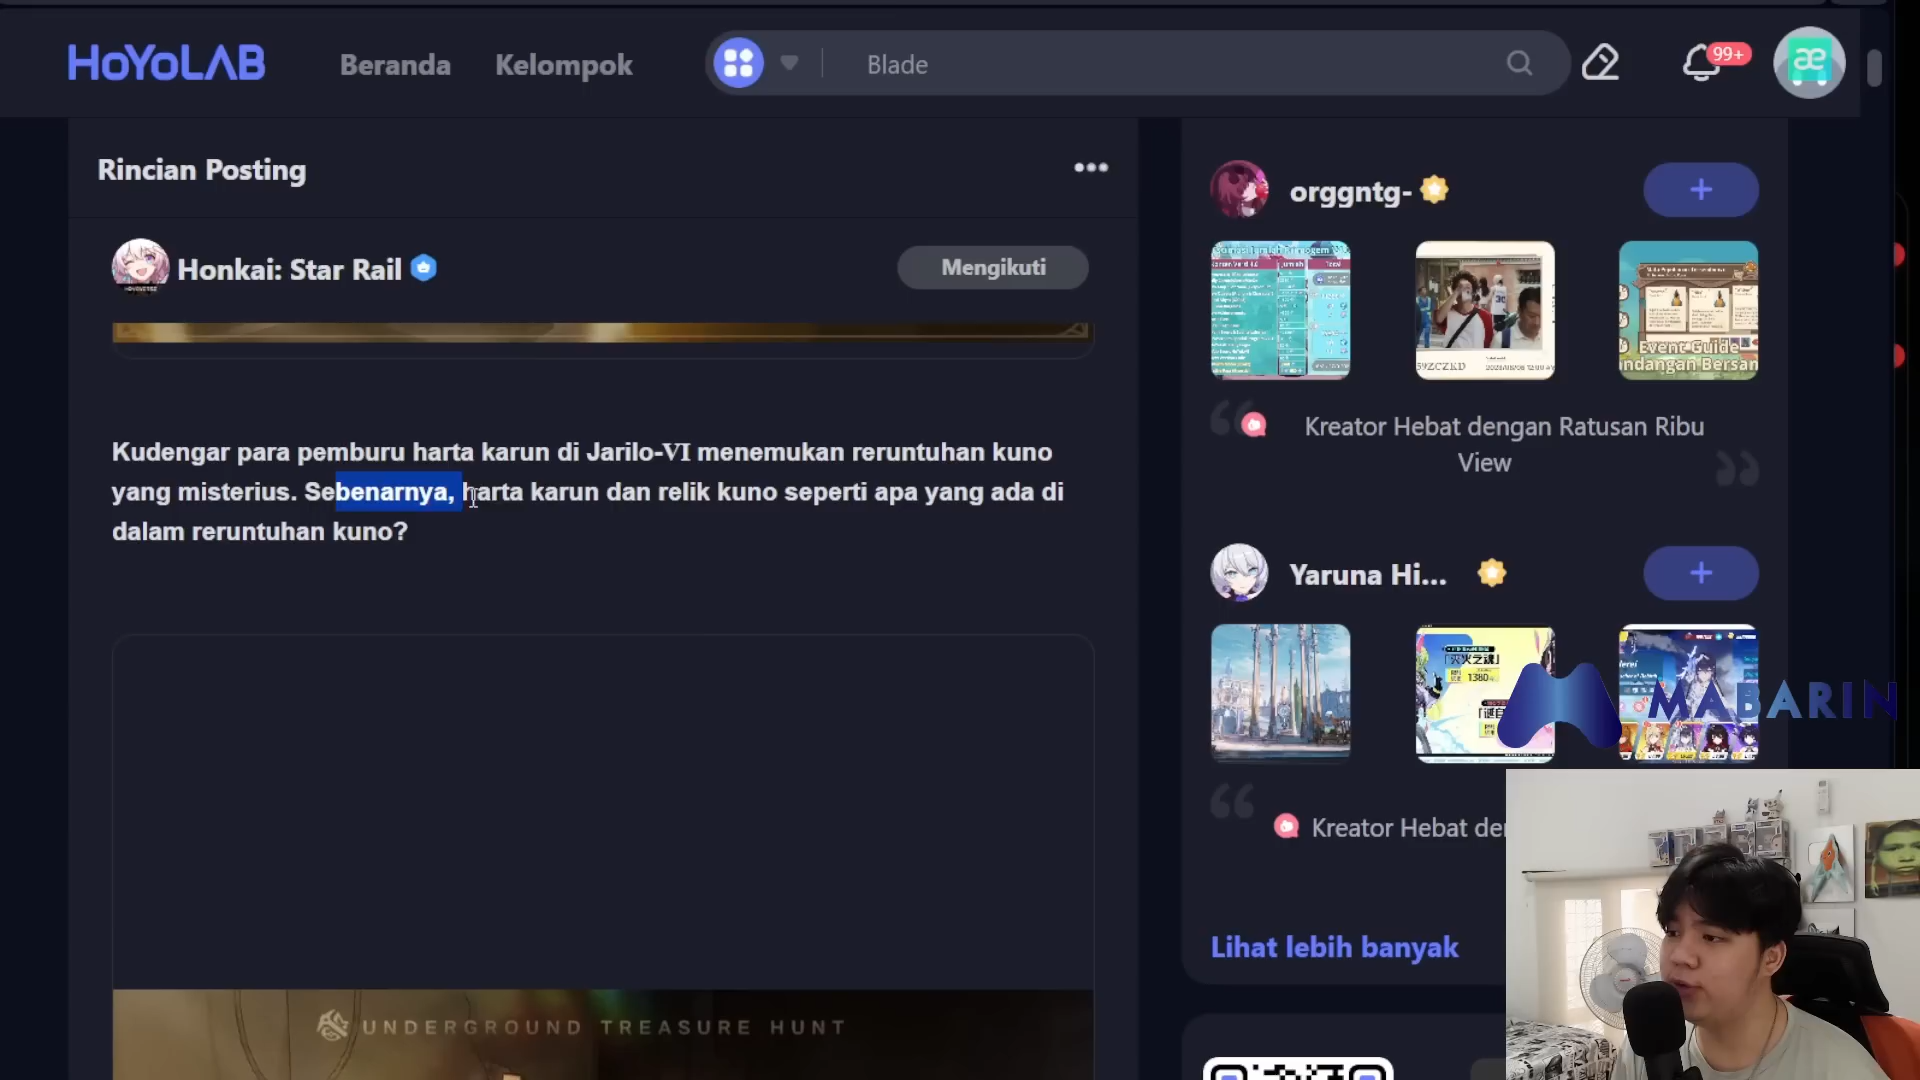 HoYoLAB
Beranda
Kelompok
Blade
99+
æ
Rincian Posting
Honkai: Star Rail
Mengikuti
Kudengar para pemburu harta karun di Jarilo-VI menemukan reruntuhan kuno
yang misterius. Sebenarnya, harta karun dan relik kuno seperti apa yang ada di
dalam reruntuhan kuno?
UNDERGROUND TREASURE HUNT
orggntg-
Event Guide
ndangan Bersam
Kreator Hebat dengan Ratusan Ribu
View
Yaruna Hi...
1380
MABARIN
Kreator Hebat de
Lihat lebih banyak